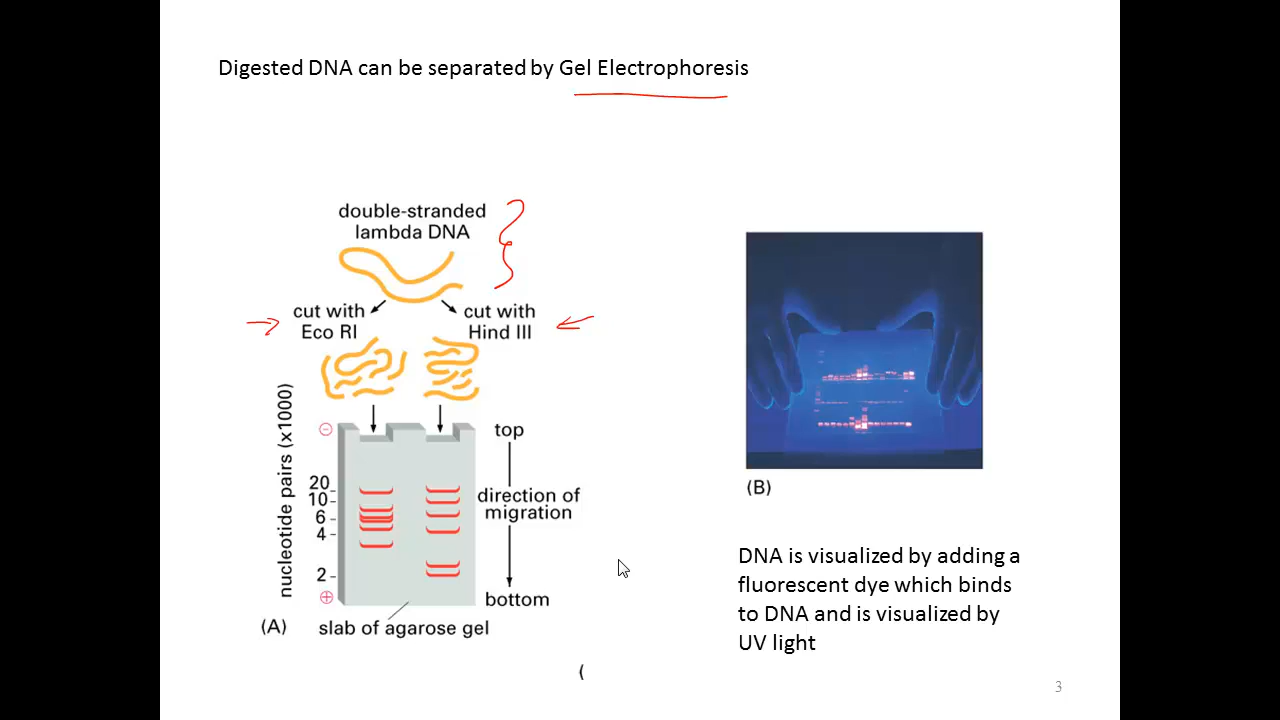 Digested DNA can be separated by Gel Electrophoresis
double-stranded
lambda DNA
cut with
Eco RI
cut with
Hind III
nucleotide pairs (x1000)
−
20
10
6
4
2
+
top
direction of
migration
bottom
(A)
slab of agarose gel
(B)
DNA is visualized by adding a
fluorescent dye which binds
to DNA and is visualized by
UV light
(
3